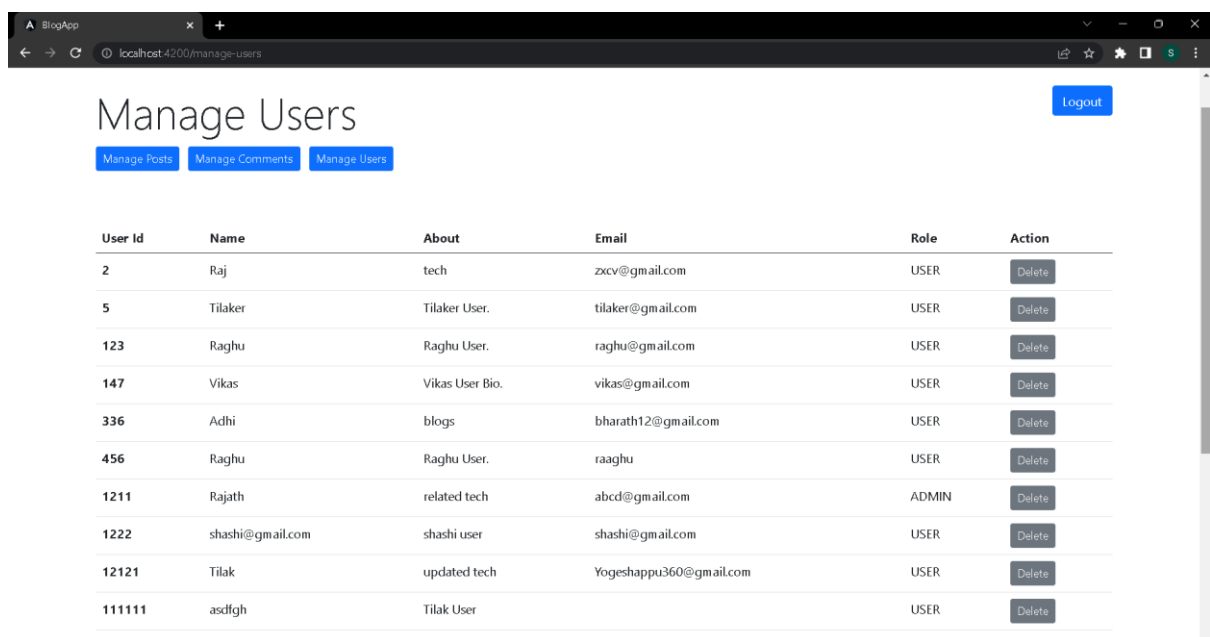 BlogApp
localhost:4200/manage-users
S
Manage Users
Logout
Manage Posts Manage Comments Manage Users
User Id Name About Email Role Action
2 Raj tech zxcv@gmail.com USER Delete
5 Tilaker Tilaker User. tilaker@gmail.com USER Delete
123 Raghu Raghu User. raghu@gmail.com USER Delete
147 Vikas Vikas User Bio. vikas@gmail.com USER Delete
336 Adhi blogs bharath12@gmail.com USER Delete
456 Raghu Raghu User. raaghu USER Delete
1211 Rajath related tech abcd@gmail.com ADMIN Delete
1222 shashi@gmail.com shashi user shashi@gmail.com USER Delete
12121 Tilak updated tech Yogeshappu360@gmail.com USER Delete
111111 asdfgh Tilak User USER Delete